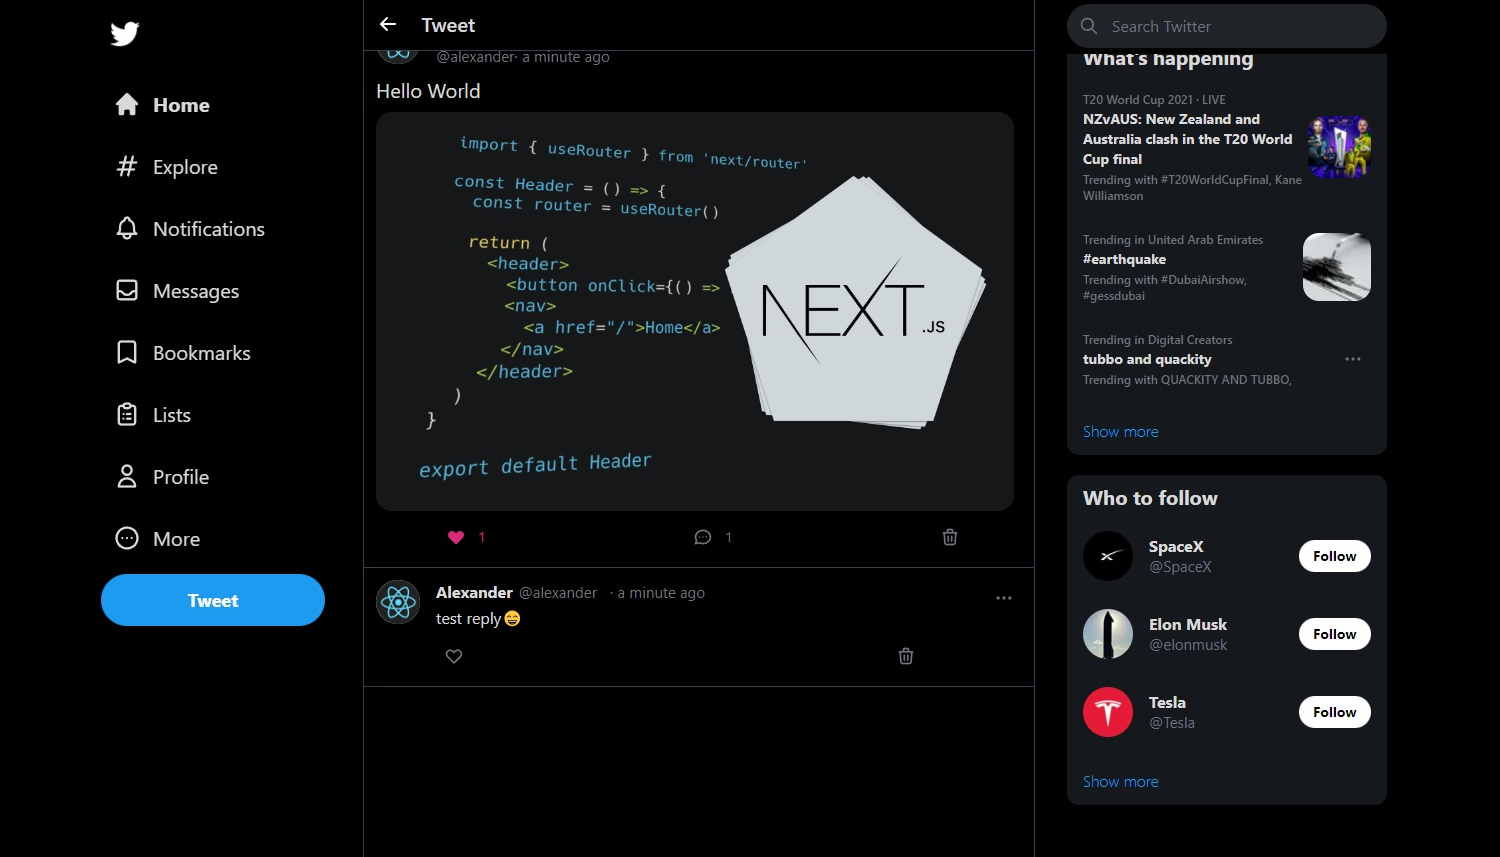 Home
Explore
Notifications
Messages
Bookmarks
Lists
Profile
More
Tweet
Tweet
@alexander· a minute ago
Hello World
import { useRouter } from 'next/router'
const Header = () => {
const router = useRouter()
return (
<header>
<button onClick={() =>
<nav>
<a href="/">Home</a>
</nav>
</header>
)
}
export default Header
NEXT.JS
1
1
Alexander @alexander · a minute ago
test reply😄
Search Twitter
What's happening
T20 World Cup 2021 · LIVE
NZvAUS: New Zealand and
Australia clash in the T20 World
Cup final
Trending with #T20WorldCupFinal, Kane
Williamson
Trending in United Arab Emirates
#earthquake
Trending with #DubaiAirshow,
#gessdubai
Trending in Digital Creators
tubbo and quackity
Trending with QUACKITY AND TUBBO,
Show more
Who to follow
SpaceX
@SpaceX
Follow
Elon Musk
@elonmusk
Follow
Tesla
@Tesla
Follow
Show more